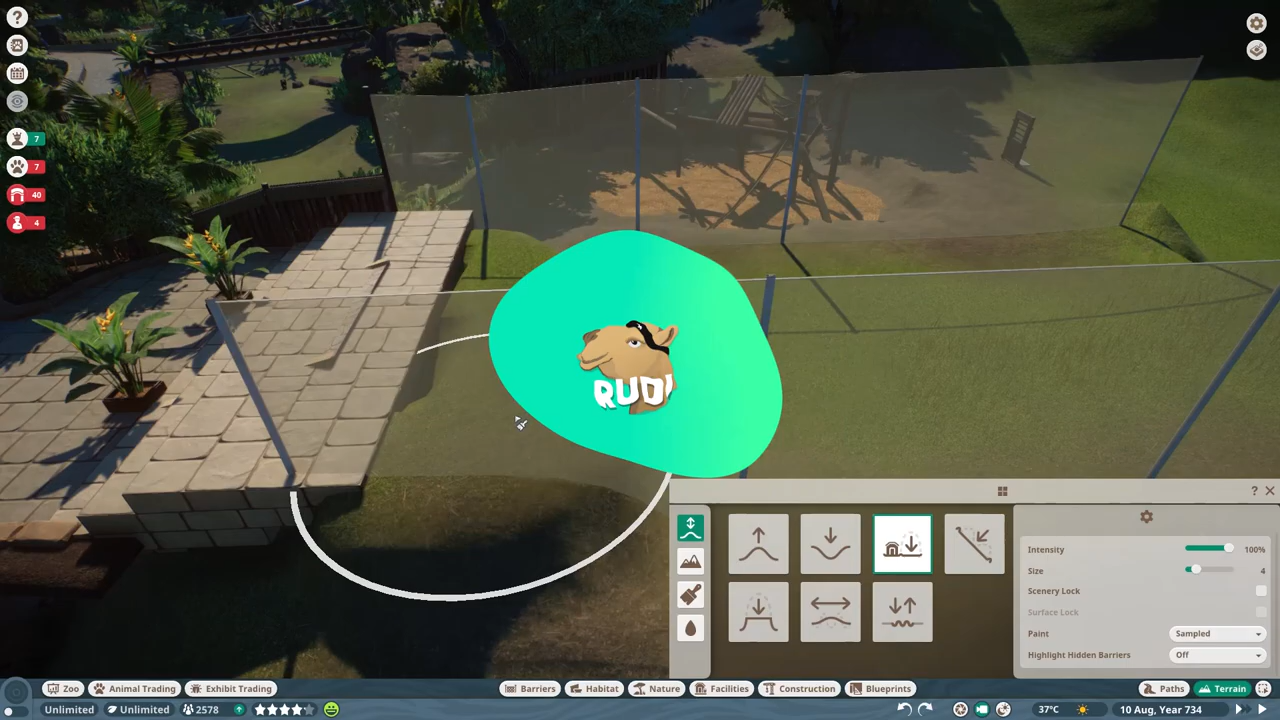 ?
7
7
40
4
RUDI
? ×
Intensity 100%
Size 4
Scenery Lock
Surface Lock
Paint Sampled
Highlight Hidden Barriers Off
Zoo Animal Trading Exhibit Trading Barriers Habitat Nature Facilities Construction Blueprints Paths Terrain
Unlimited Unlimited 2578 37°C 10 Aug, Year 734